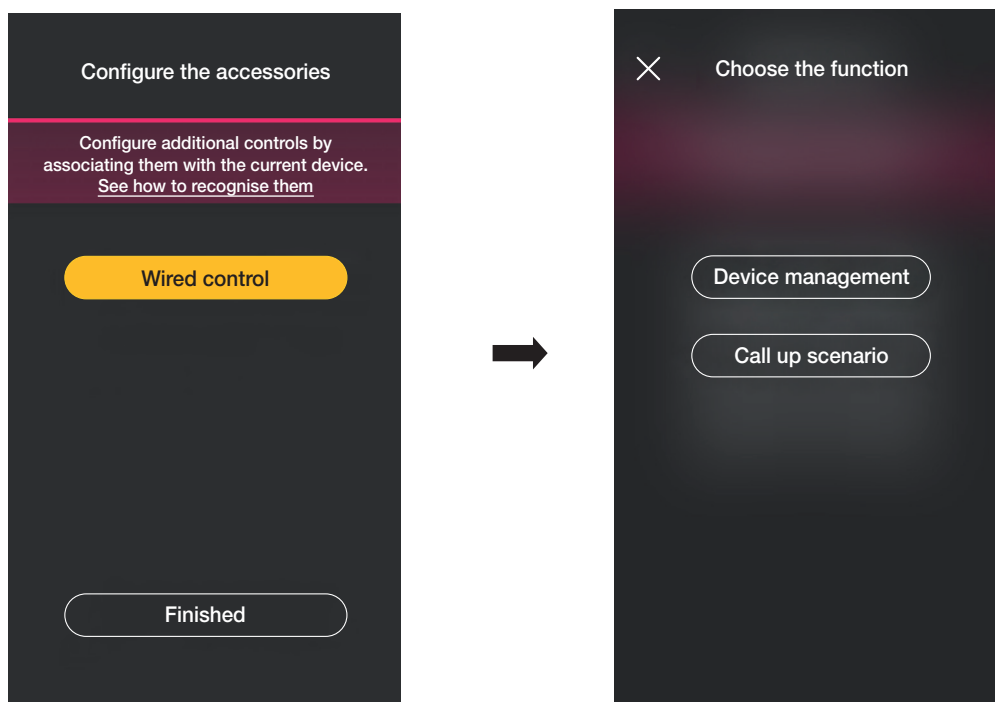 Configure the accessories
Configure additional controls by
associating them with the current device.
See how to recognise them
Wired control
Finished
Choose the function
Device management
Call up scenario